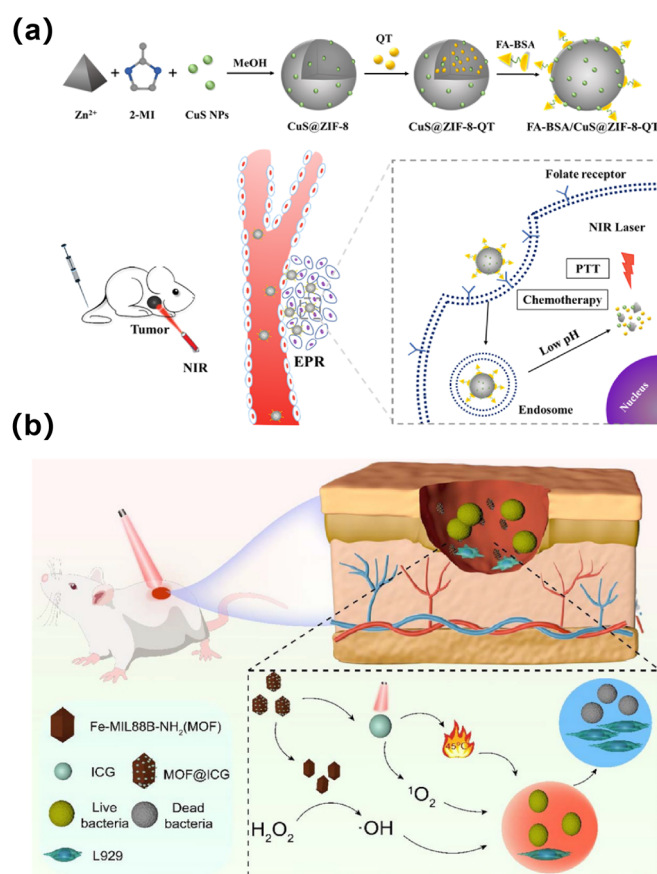 (a)
QT
FA-BSA
MeOH
Zn²⁺
2-MI
CuS NPs
CuS@ZIF-8
CuS@ZIF-8-QT
FA-BSA/CuS@ZIF-8-QT
Folate receptor
NIR Laser
PTT
Chemotherapy
Low pH
Endosome
Nucleus
Tumor
NIR
EPR
(b)
Fe-MIL88B-NH₂(MOF)
ICG
MOF@ICG
Live
bacteria
Dead
bacteria
L929
45°C
¹O₂
H₂O₂
·OH